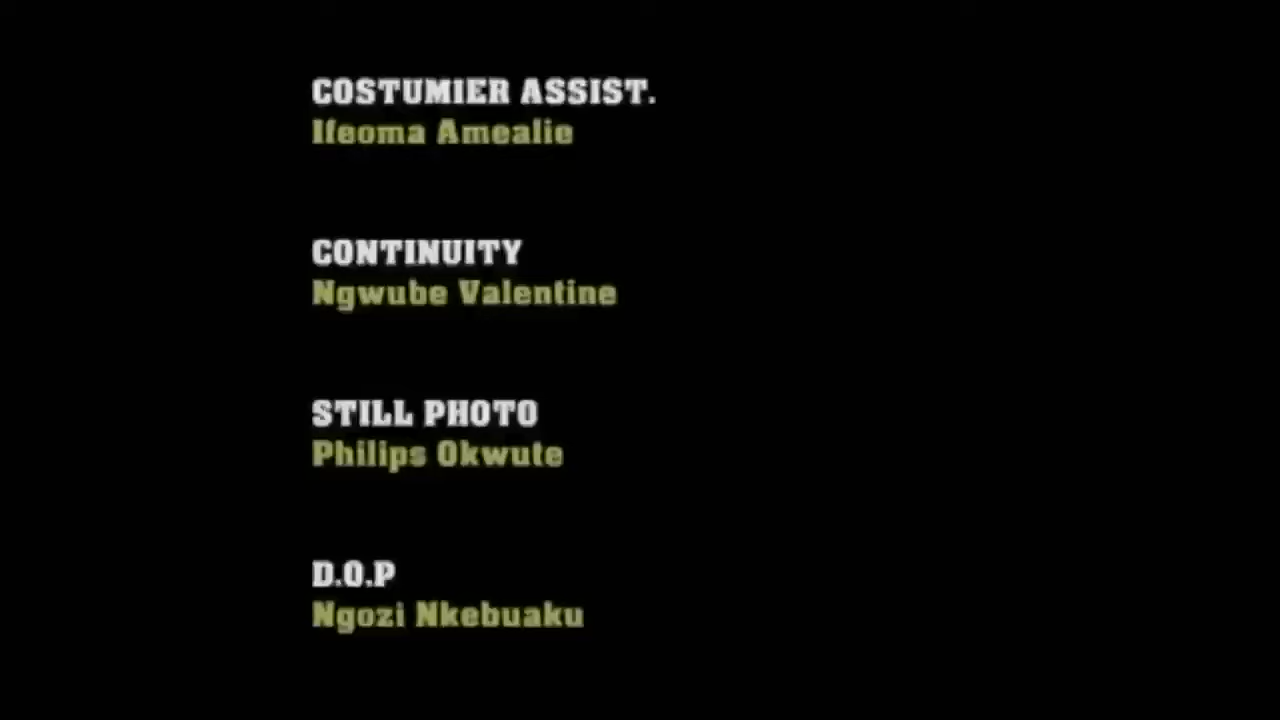 COSTUMIER ASSIST.
Ifeoma Amealie
CONTINUITY
Ngwube Valentine
STILL PHOTO
Philips Okwute
D.O.P
Ngozi Nkebuaku